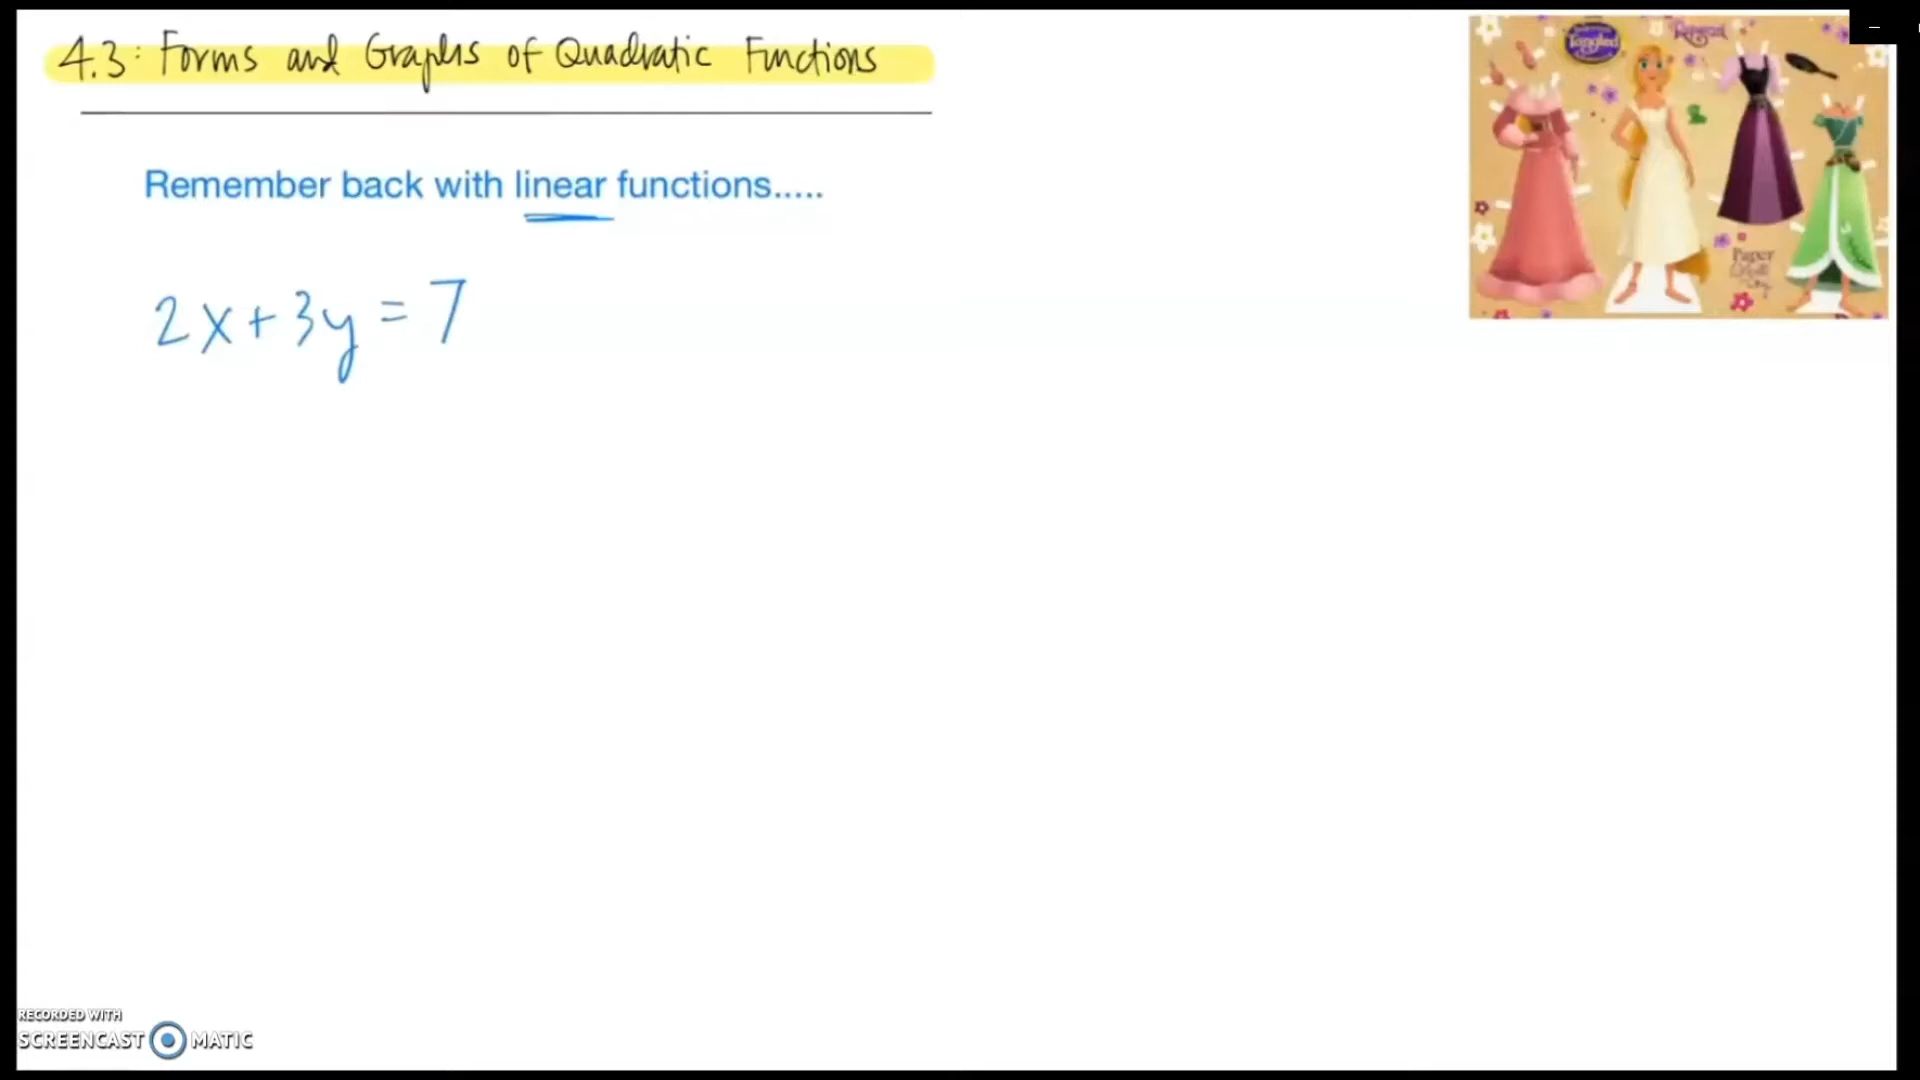 4.3: Forms and Graphs of Quadratic Functions
Tangled
Rapunzel
Remember back with linear functions.....
Paper
2x+3y=7
RECORDED WITH
SCREENCAST MATIC